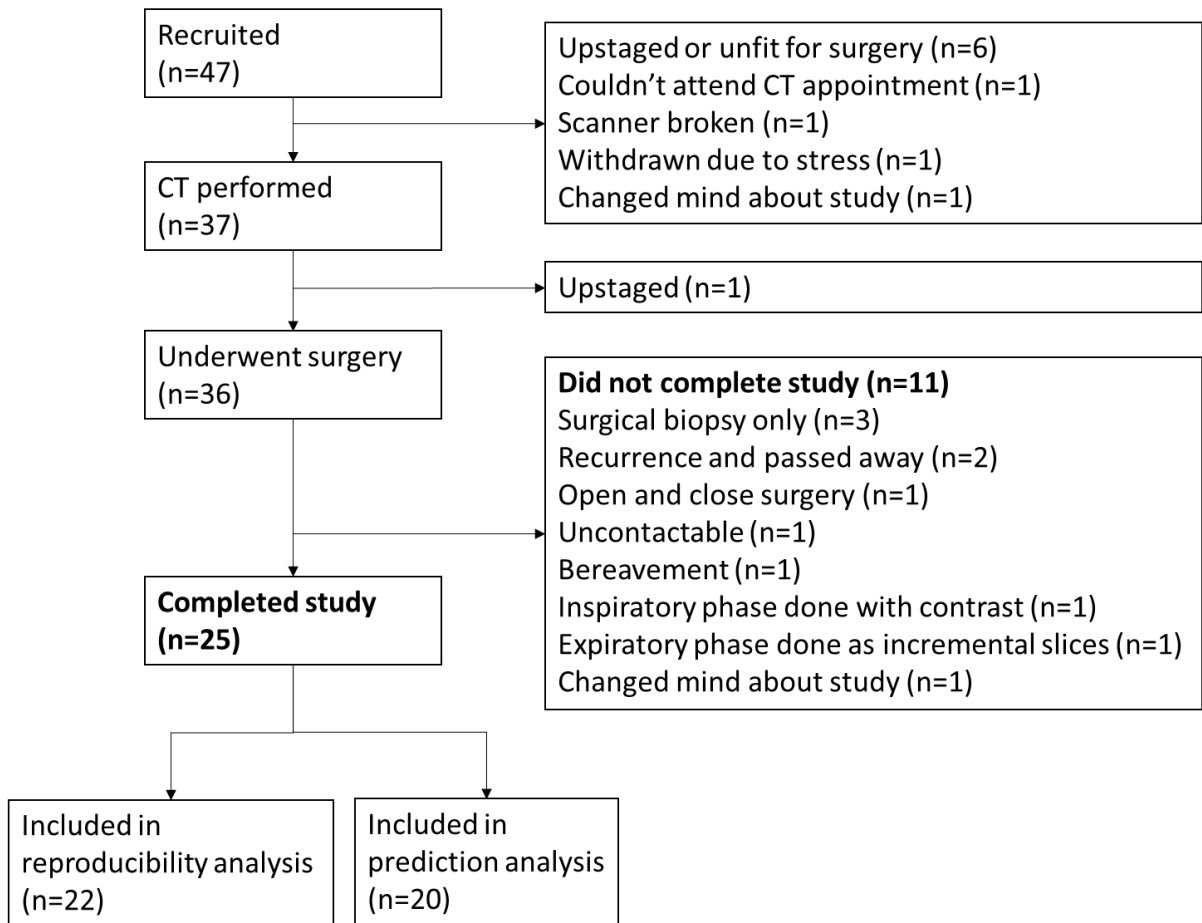 Recruited
(n=47)
Upstaged or unfit for surgery (n=6)
Couldn’t attend CT appointment (n=1)
Scanner broken (n=1)
Withdrawn due to stress (n=1)
Changed mind about study (n=1)
CT performed
(n=37)
Upstaged (n=1)
Underwent surgery
(n=36)
Did not complete study (n=11)
Surgical biopsy only (n=3)
Recurrence and passed away (n=2)
Open and close surgery (n=1)
Uncontactable (n=1)
Bereavement (n=1)
Inspiratory phase done with contrast (n=1)
Expiratory phase done as incremental slices (n=1)
Changed mind about study (n=1)
Completed study
(n=25)
Included in
reproducibility analysis
(n=22)
Included in
prediction analysis
(n=20)